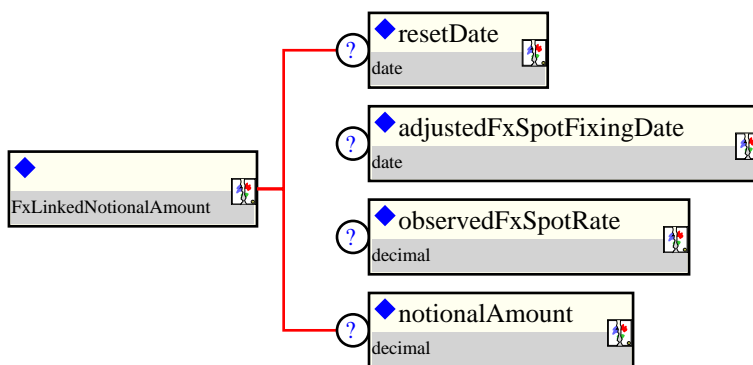 ? resetDate
date
? adjustedFxSpotFixingDate
date
FxLinkedNotionalAmount
? observedFxSpotRate
decimal
? notionalAmount
decimal